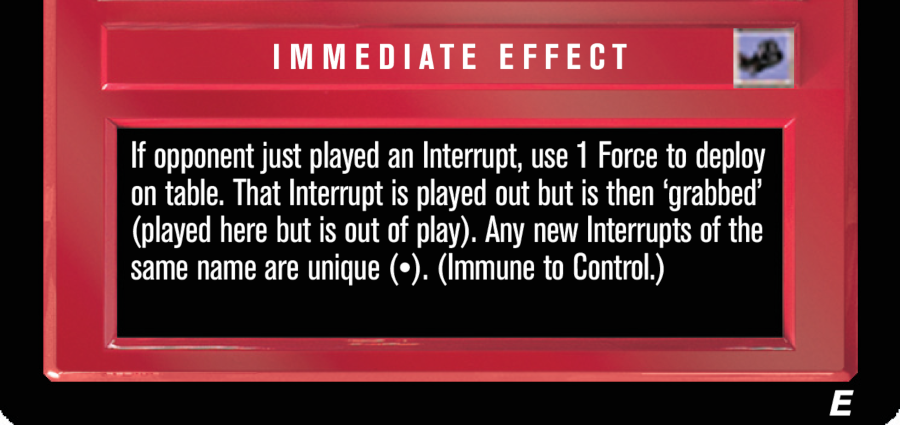 IMMEDIATE EFFECT
If opponent just played an Interrupt, use 1 Force to deploy
on table. That Interrupt is played out but is then ‘grabbed’
(played here but is out of play). Any new Interrupts of the
same name are unique (•). (Immune to Control.)
E